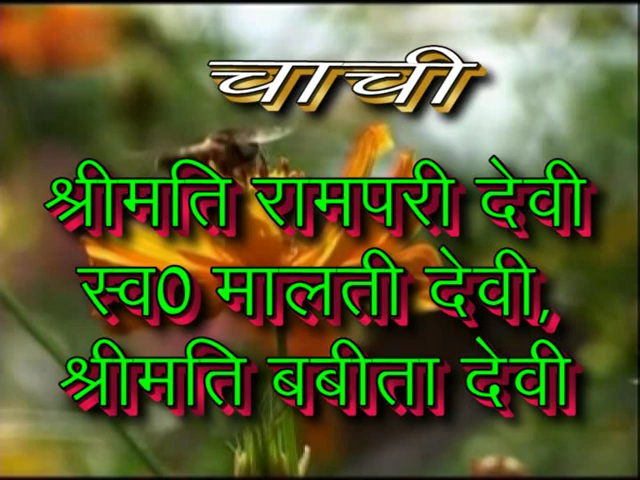 चाची
श्रीमति रामपरी देवी
स्व0 मालती देवी,
श्रीमति बबीता देवी